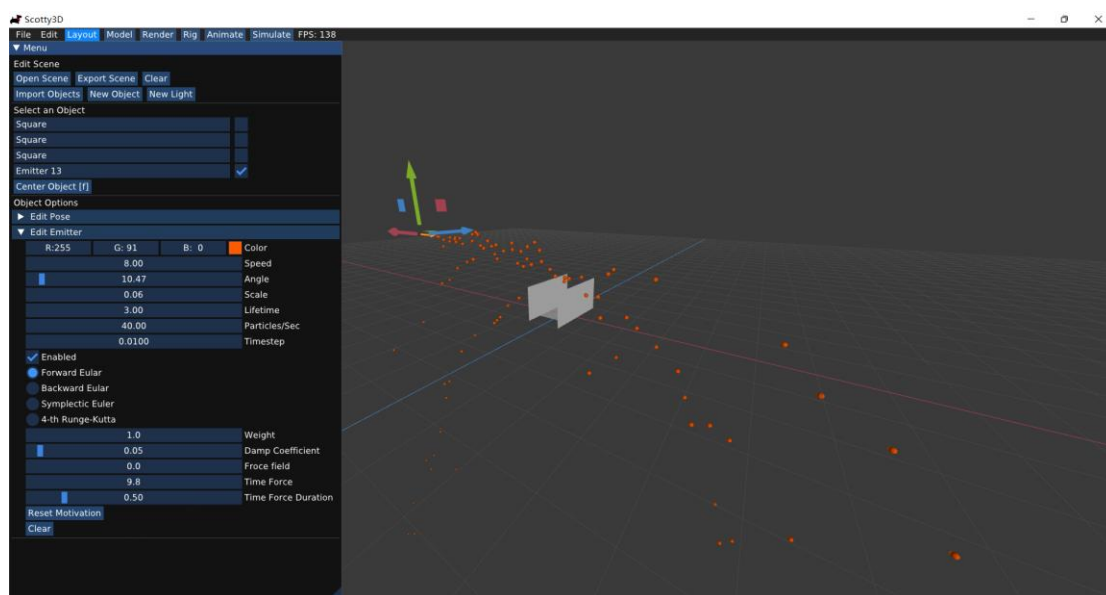 Scotty3D
File Edit Layout Model Render Rig Animate Simulate FPS: 138
Menu
Edit Scene
Open Scene Export Scene Clear
Import Objects New Object New Light
Select an Object
Square
Square
Square
Emitter 13
Center Object [f]
Object Options
Edit Pose
Edit Emitter
R:255 G: 91 B: 0 Color
8.00 Speed
10.47 Angle
0.06 Scale
3.00 Lifetime
40.00 Particles/Sec
0.0100 Timestep
Enabled
Forward Eular
Backward Eular
Symplectic Euler
4-th Runge-Kutta
1.0 Weight
0.05 Damp Coefficient
0.0 Froce field
9.8 Time Force
0.50 Time Force Duration
Reset Motivation
Clear